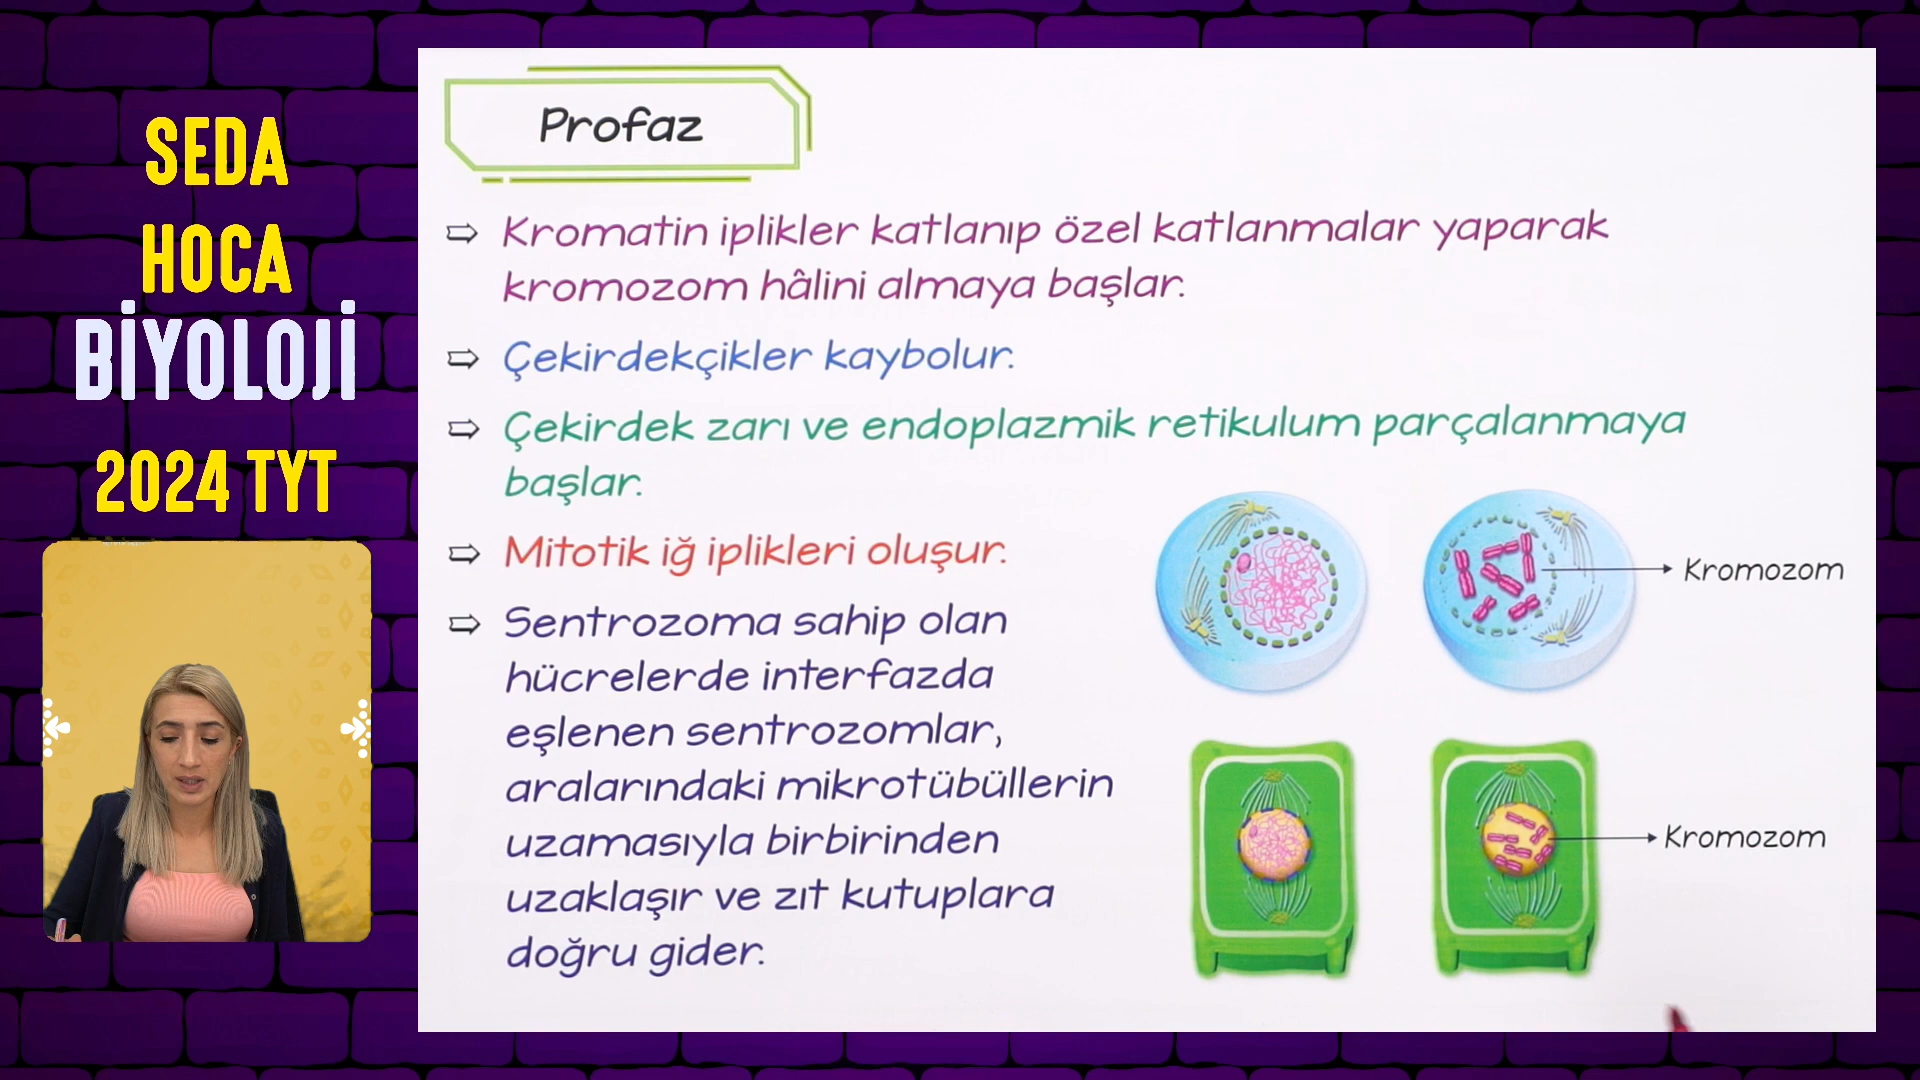 SEDA
HOCA
BİYOLOJİ
2024 TYT
Profaz
⇨ Kromatin iplikler katlanıp özel katlanmalar yaparak
kromozom hâlini almaya başlar.
⇨ Çekirdekçikler kaybolur.
⇨ Çekirdek zarı ve endoplazmik retikulum parçalanmaya
başlar.
⇨ Mitotik iğ iplikleri oluşur.
⇨ Sentrozoma sahip olan
hücrelerde interfazda
eşlenen sentrozomlar,
aralarındaki mikrotübüllerin
uzamasıyla birbirinden
uzaklaşır ve zıt kutuplara
doğru gider.
Kromozom
Kromozom